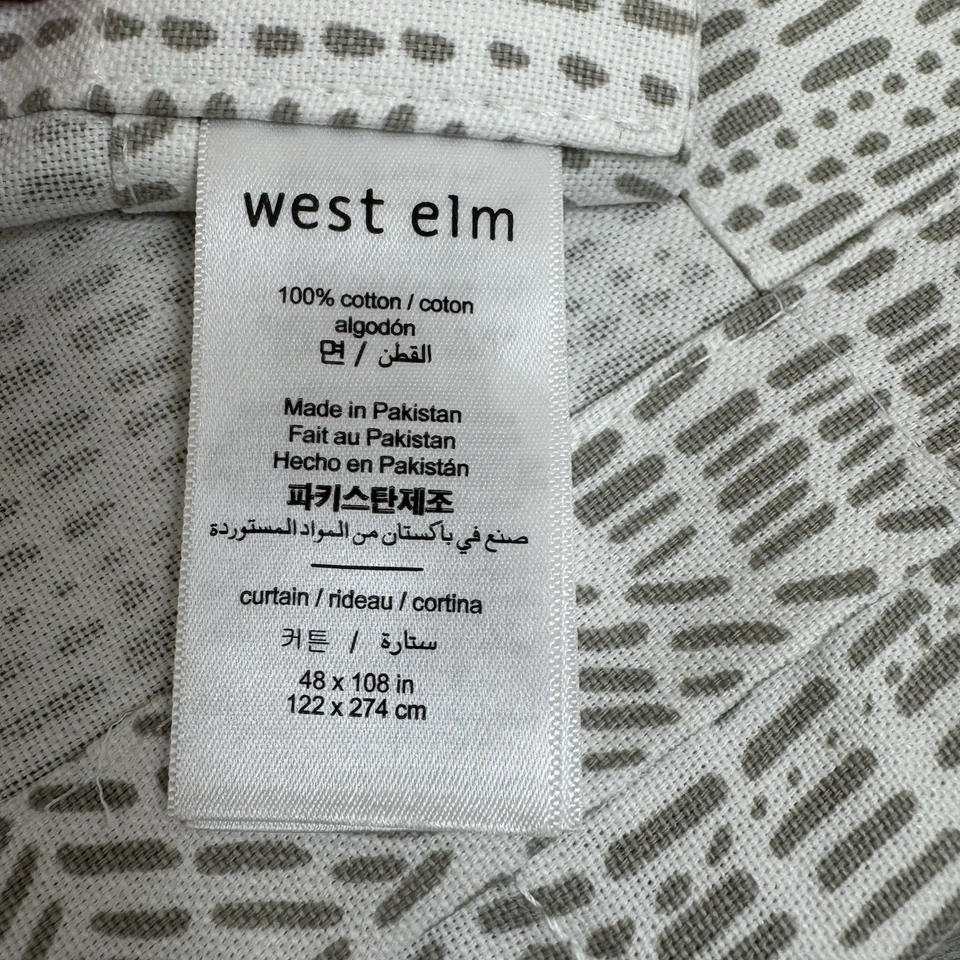 west elm
100% cotton / coton
algodón
면 / القطن
Made in Pakistan
Fait au Pakistan
Hecho en Pakistán
파키스탄제조
صنع في باكستان من المواد المستوردة
curtain / rideau / cortina
커튼 / ستارة
48 x 108 in
122 x 274 cm